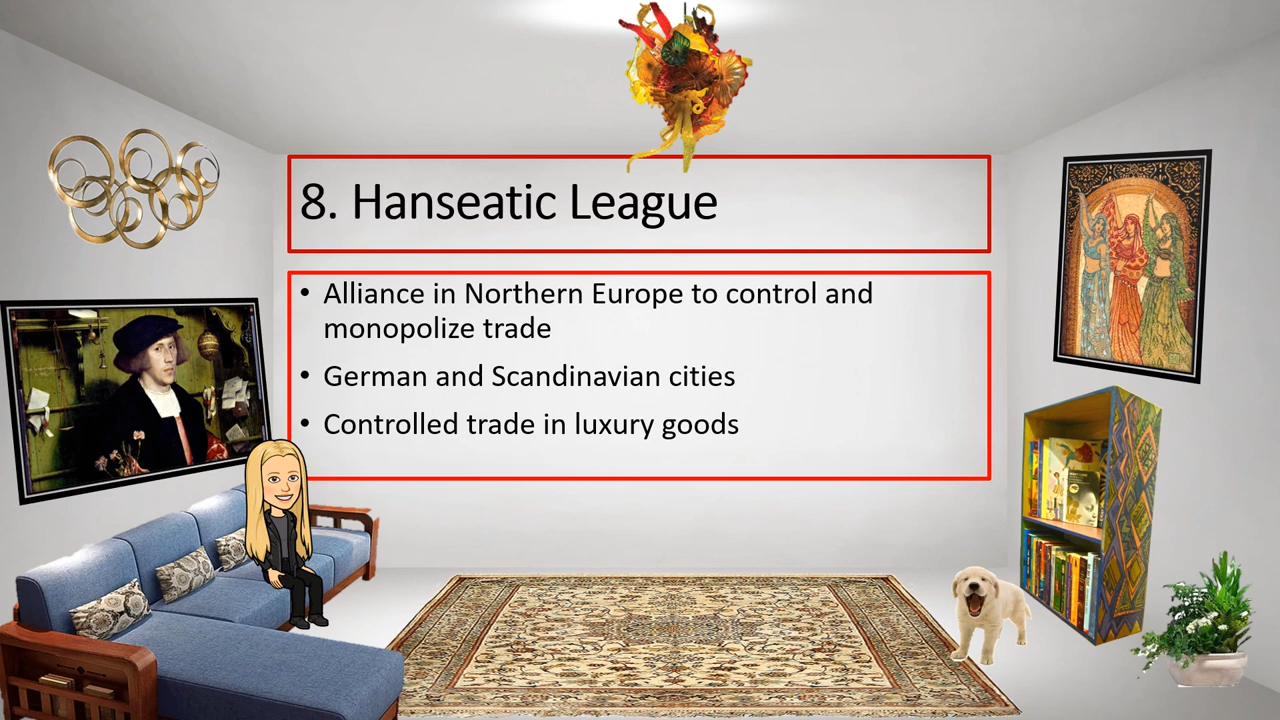 8. Hanseatic League
• Alliance in Northern Europe to control and
monopolize trade
• German and Scandinavian cities
• Controlled trade in luxury goods